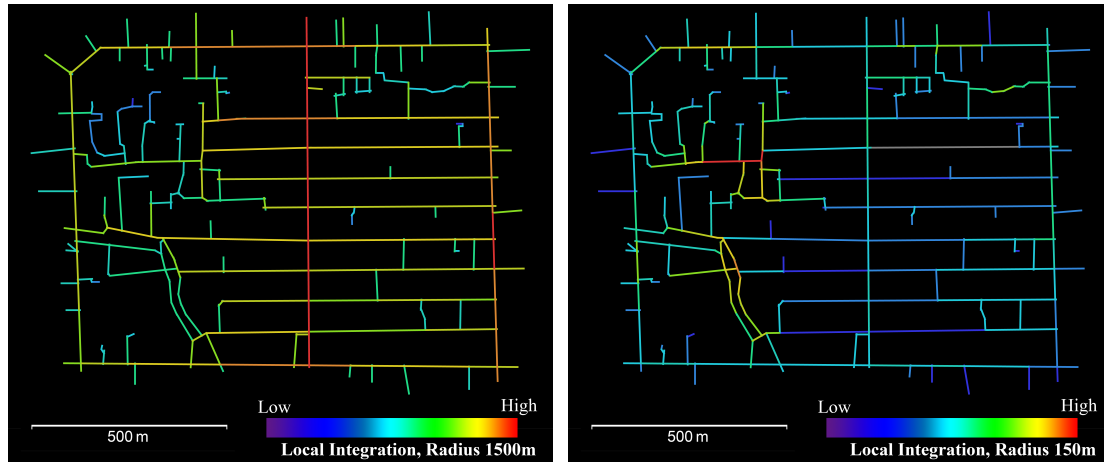 Low High
500 m
Local Integration, Radius 1500m
Low High
500 m
Local Integration, Radius 150m